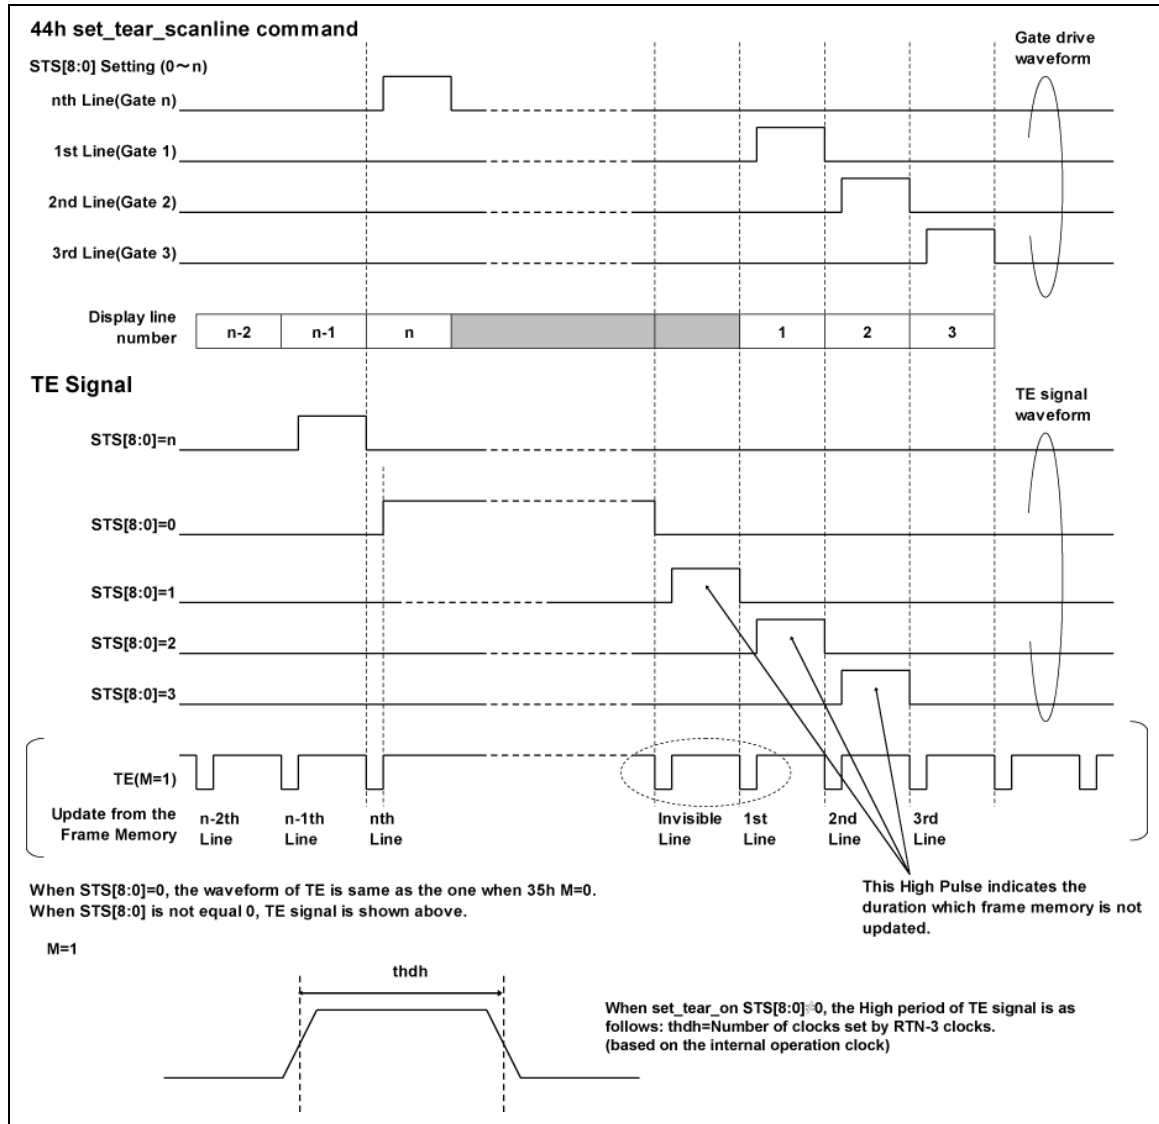 44h set_tear_scanline command
Gate drive
waveform
STS[8:0] Setting (0~n)
nth Line(Gate n)
1st Line(Gate 1)
2nd Line(Gate 2)
3rd Line(Gate 3)
Display line
number
n-2 n-1 n 1 2 3
TE Signal
TE signal
waveform
STS[8:0]=n
STS[8:0]=0
STS[8:0]=1
STS[8:0]=2
STS[8:0]=3
TE(M=1)
Update from the
Frame Memory
n-2th
Line
n-1th
Line
nth
Line
Invisible
Line
1st
Line
2nd
Line
3rd
Line
When STS[8:0]=0, the waveform of TE is same as the one when 35h M=0.
When STS[8:0] is not equal 0, TE signal is shown above.
This High Pulse indicates the
duration which frame memory is not
updated.
M=1
thdh
When set_tear_on STS[8:0] 0, the High period of TE signal is as
follows: thdh=Number of clocks set by RTN-3 clocks.
(based on the internal operation clock)